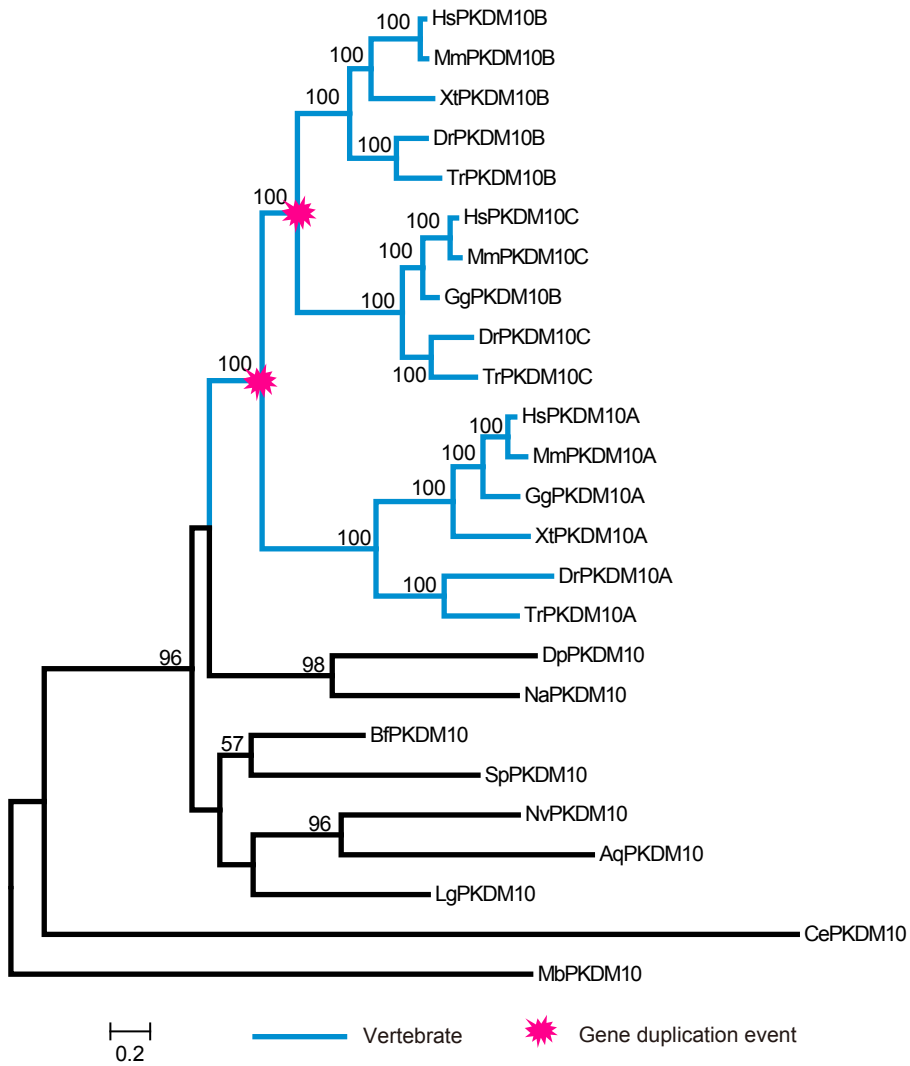 100
HsPKDM10B
100
MmPKDM10B
100
XtPKDM10B
100
DrPKDM10B
TrPKDM10B
100
100
HsPKDM10C
100
MmPKDM10C
GgPKDM10B
100
DrPKDM10C
100
TrPKDM10C
100
HsPKDM10A
100
MmPKDM10A
100
GgPKDM10A
100
XtPKDM10A
100
DrPKDM10A
TrPKDM10A
96
98
DpPKDM10
NaPKDM10
57
BfPKDM10
SpPKDM10
96
NvPKDM10
AqPKDM10
LgPKDM10
CePKDM10
MbPKDM10
0.2
Vertebrate
Gene duplication event